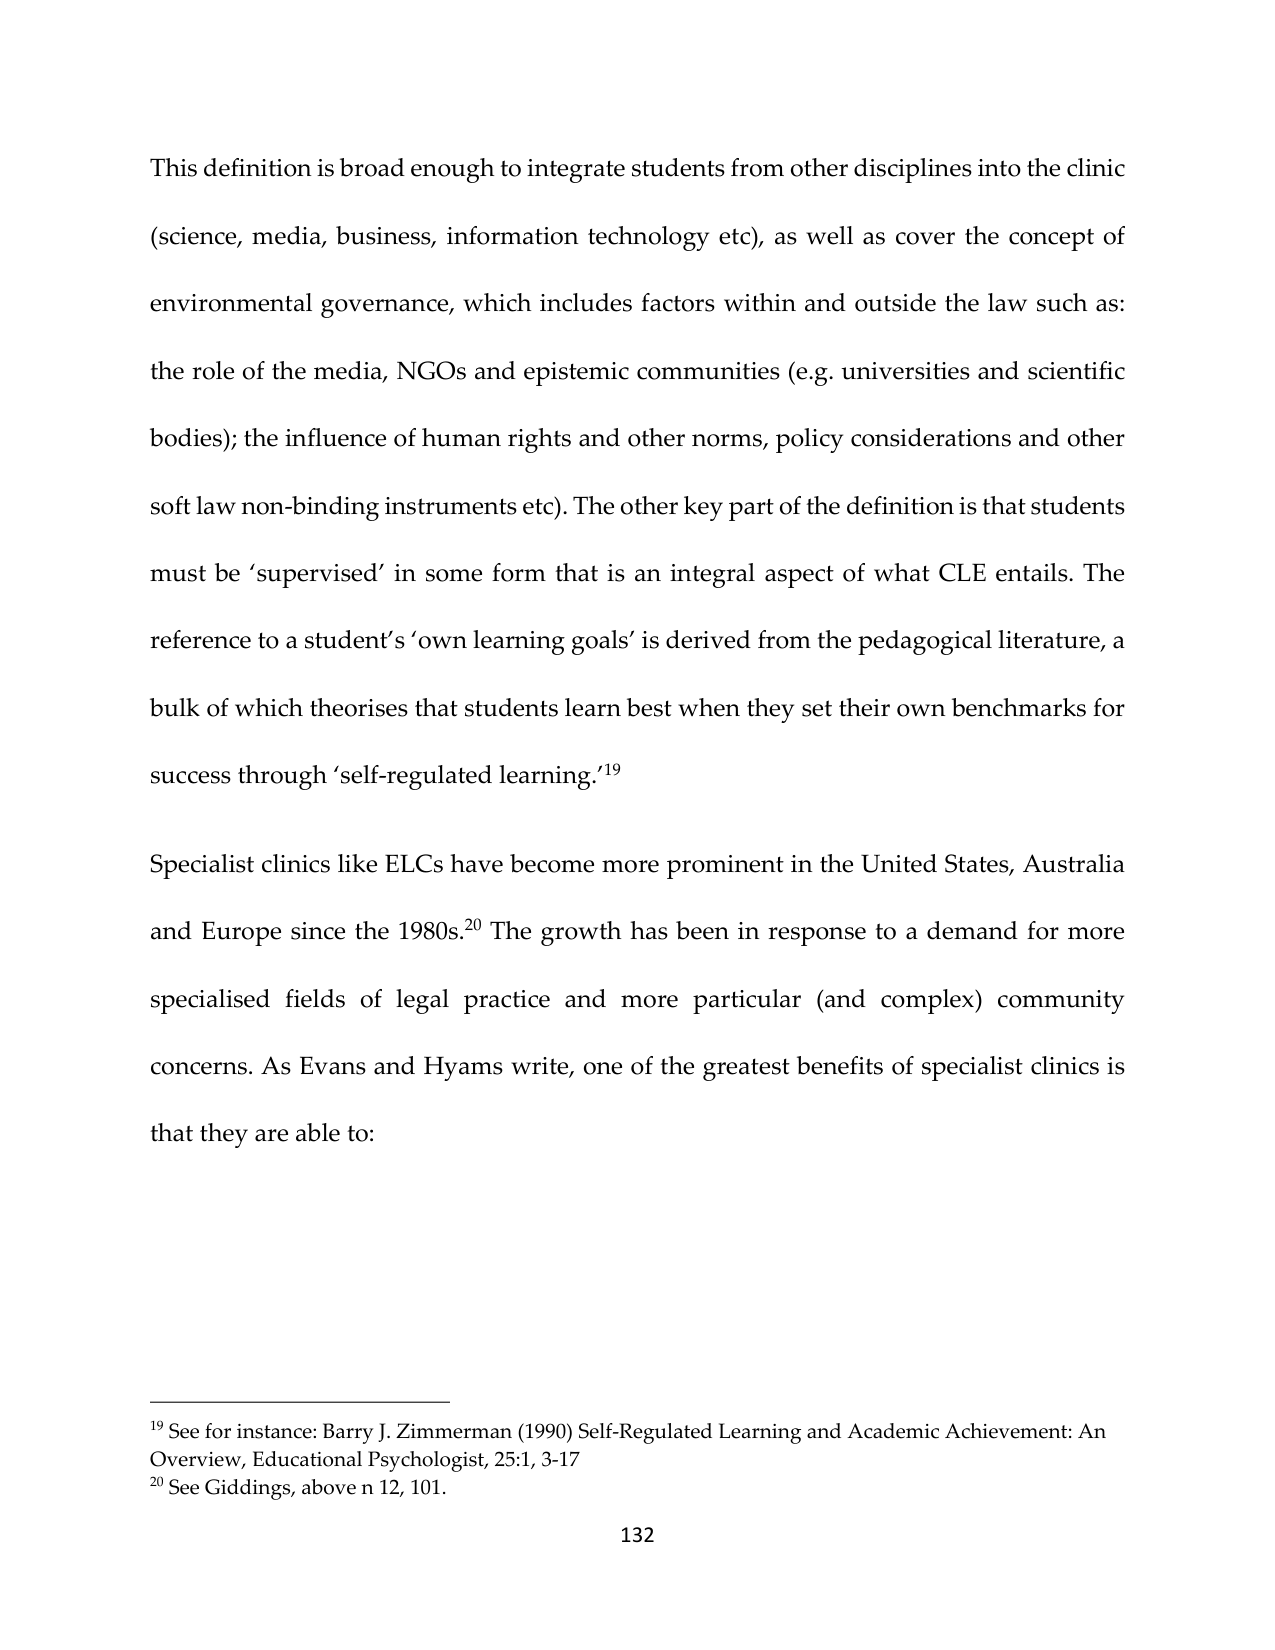 This definition is broad enough to integrate students from other disciplines into the clinic
(science, media, business, information technology etc), as well as cover the concept of
environmental governance, which includes factors within and outside the law such as:
the role of the media, NGOs and epistemic communities (e.g. universities and scientific
bodies); the influence of human rights and other norms, policy considerations and other
soft law non-binding instruments etc). The other key part of the definition is that students
must be ‘supervised’ in some form that is an integral aspect of what CLE entails. The
reference to a student’s ‘own learning goals’ is derived from the pedagogical literature, a
bulk of which theorises that students learn best when they set their own benchmarks for
success through ‘self-regulated learning.’19
Specialist clinics like ELCs have become more prominent in the United States, Australia
and Europe since the 1980s.20 The growth has been in response to a demand for more
specialised fields of legal practice and more particular (and complex) community
concerns. As Evans and Hyams write, one of the greatest benefits of specialist clinics is
that they are able to:
19 See for instance: Barry J. Zimmerman (1990) Self-Regulated Learning and Academic Achievement: An
Overview, Educational Psychologist, 25:1, 3-17
20 See Giddings, above n 12, 101.
132